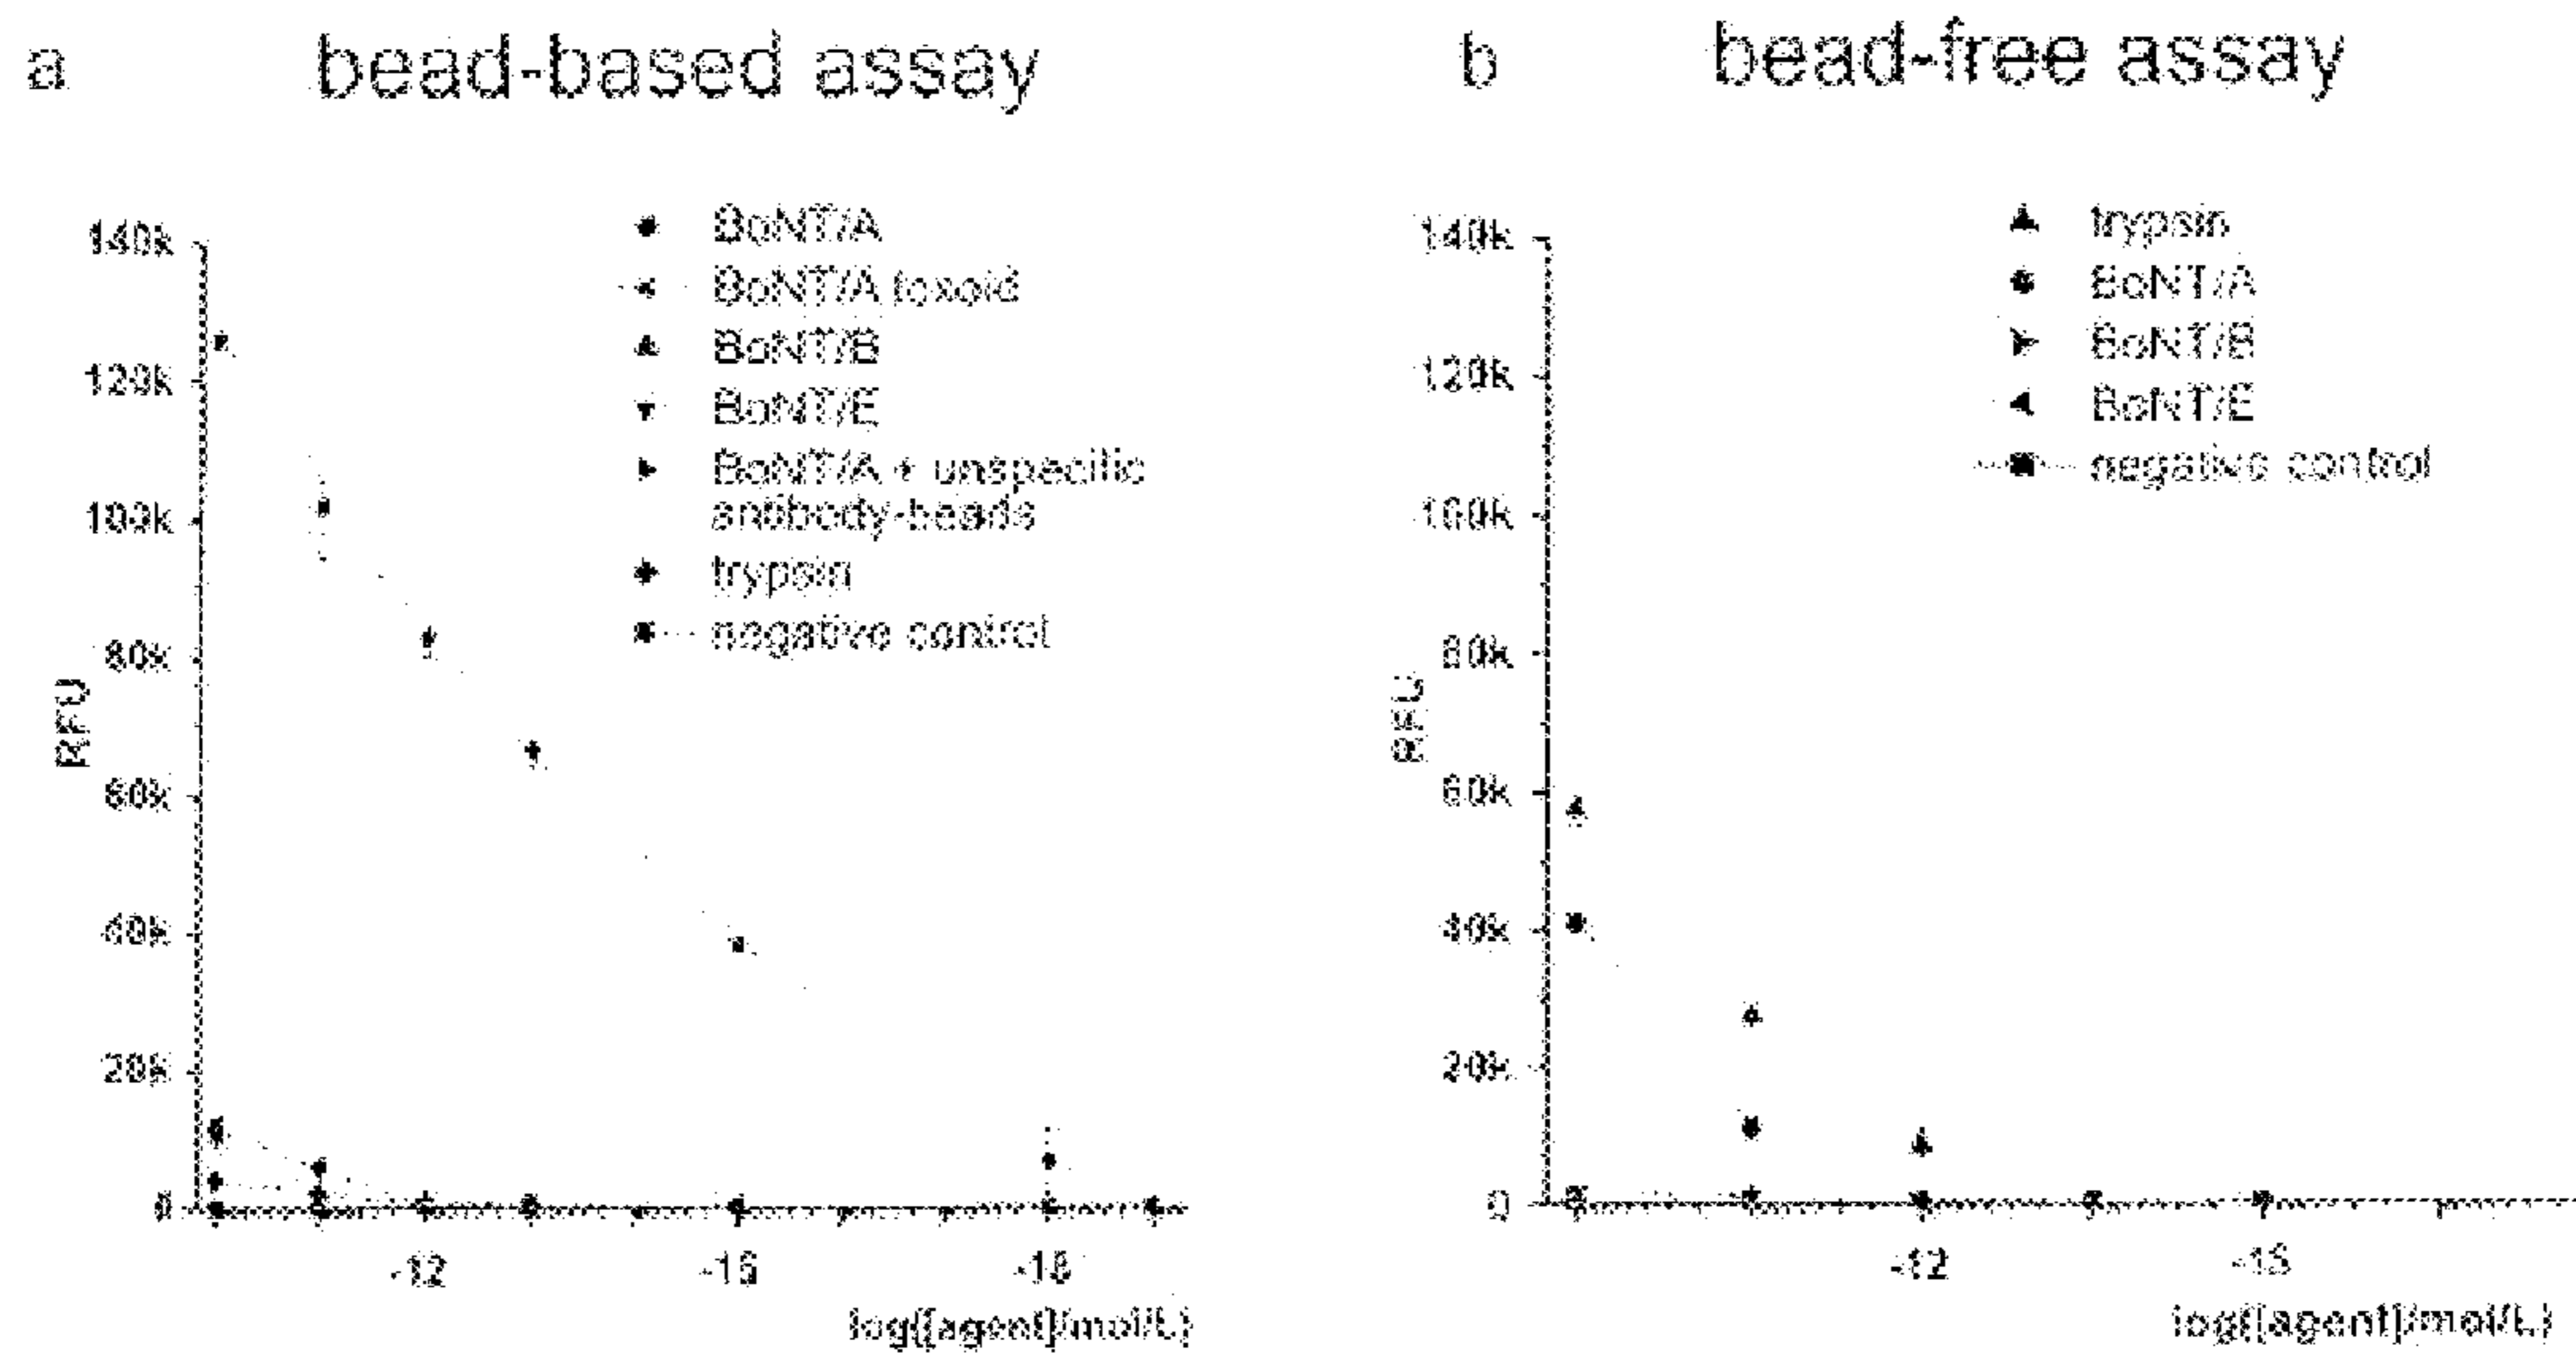 a bead-based assay
140k
120k
100k
80k
60k
40k
20k
0
RFU
BoNT/A
BoNT/A toxoid
BoNT/B
BoNT/E
BoNT/A + unspecific
antibody-beads
trypsin
negative control
-12 -15 -18
log([agent]/mol/L)
b bead-free assay
140k
120k
100k
80k
60k
40k
20k
0
RFU
trypsin
BoNT/A
BoNT/B
BoNT/E
negative control
-12 -15
log([agent]/mol/L)